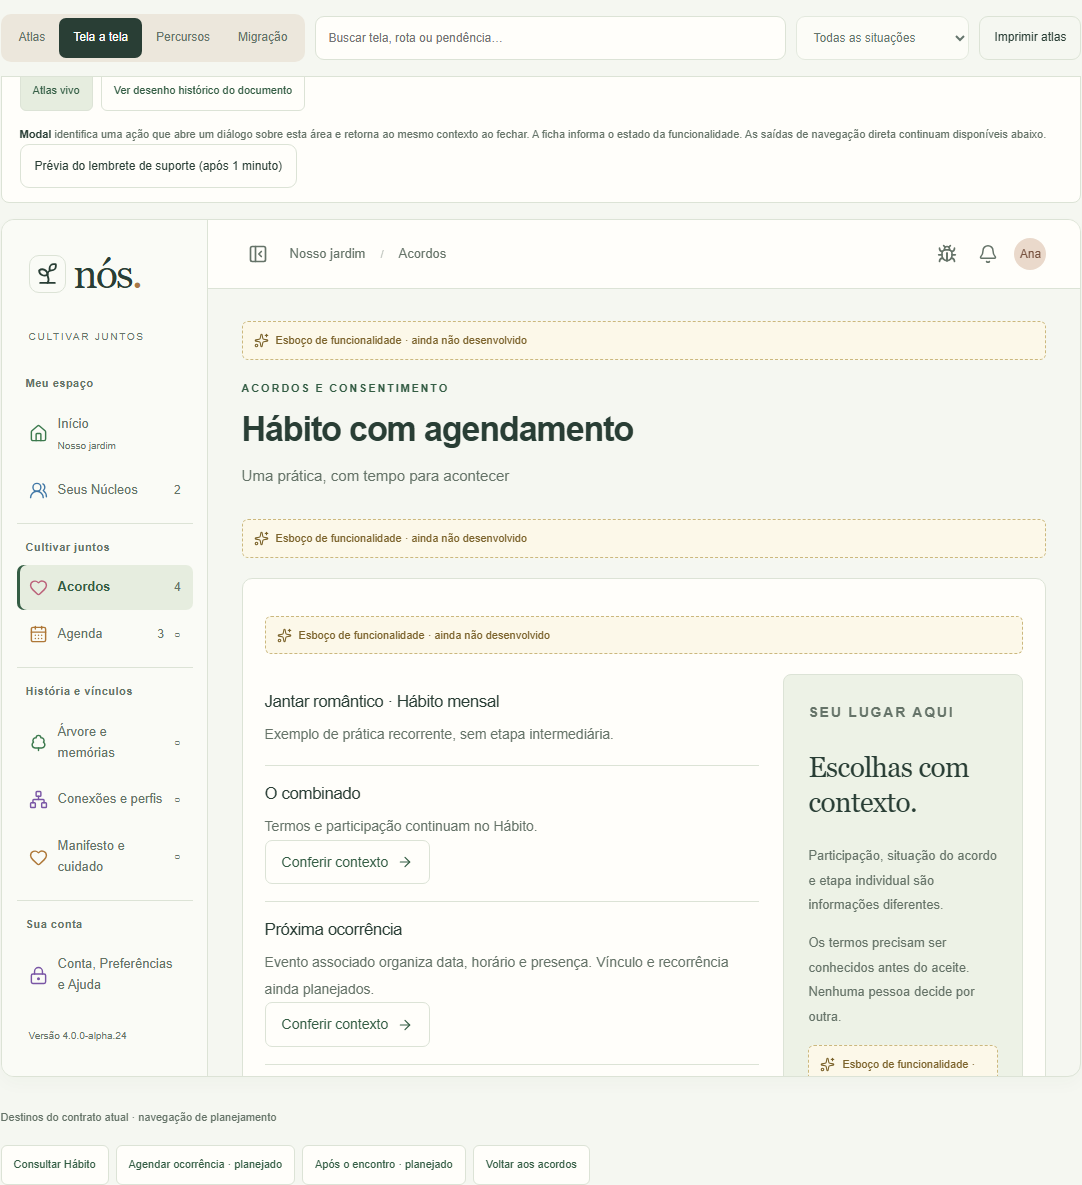 Atlas
Tela a tela
Percursos
Migração
Buscar tela, rota ou pendência...
Todas as situações
Imprimir atlas
Atlas vivo
Ver desenho histórico do documento
Modal identifica uma ação que abre um diálogo sobre esta área e retorna ao mesmo contexto ao fechar. A ficha informa o estado da funcionalidade. As saídas de navegação direta continuam disponíveis abaixo.
Prévia do lembrete de suporte (após 1 minuto)
nós.
CULTIVAR JUNTOS
Meu espaço
Início
Nosso jardim
Seus Núcleos 2
Cultivar juntos
Acordos 4
Agenda 3
História e vínculos
Árvore e
memórias
Conexões e perfis
Manifesto e
cuidado
Sua conta
Conta, Preferências
e Ajuda
Versão 4.0.0-alpha.24
Nosso jardim / Acordos
Ana
Esboço de funcionalidade · ainda não desenvolvido
ACORDOS E CONSENTIMENTO
Hábito com agendamento
Uma prática, com tempo para acontecer
Esboço de funcionalidade · ainda não desenvolvido
Esboço de funcionalidade · ainda não desenvolvido
Jantar romântico · Hábito mensal
Exemplo de prática recorrente, sem etapa intermediária.
O combinado
Termos e participação continuam no Hábito.
Conferir contexto →
Próxima ocorrência
Evento associado organiza data, horário e presença. Vínculo e recorrência
ainda planejados.
Conferir contexto →
SEU LUGAR AQUI
Escolhas com
contexto.
Participação, situação do acordo
e etapa individual são
informações diferentes.
Os termos precisam ser
conhecidos antes do aceite.
Nenhuma pessoa decide por
outra.
Esboço de funcionalidade ·
Destinos do contrato atual · navegação de planejamento
Consultar Hábito
Agendar ocorrência · planejado
Após o encontro · planejado
Voltar aos acordos